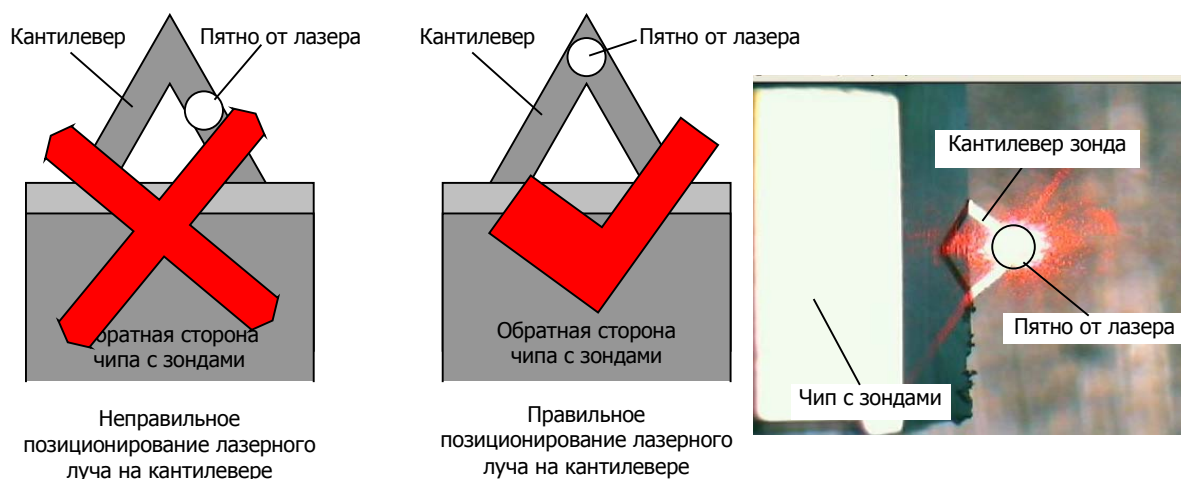 Кантилевер
Пятно от лазера
Обратная сторона
чипа с зондами
Неправильное
позиционирование лазерного
луча на кантилевере
Кантилевер
Пятно от лазера
Обратная сторона
чипа с зондами
Правильное
позиционирование лазерного
луча на кантилевере
Кантилевер зонда
Пятно от лазера
Чип с зондами